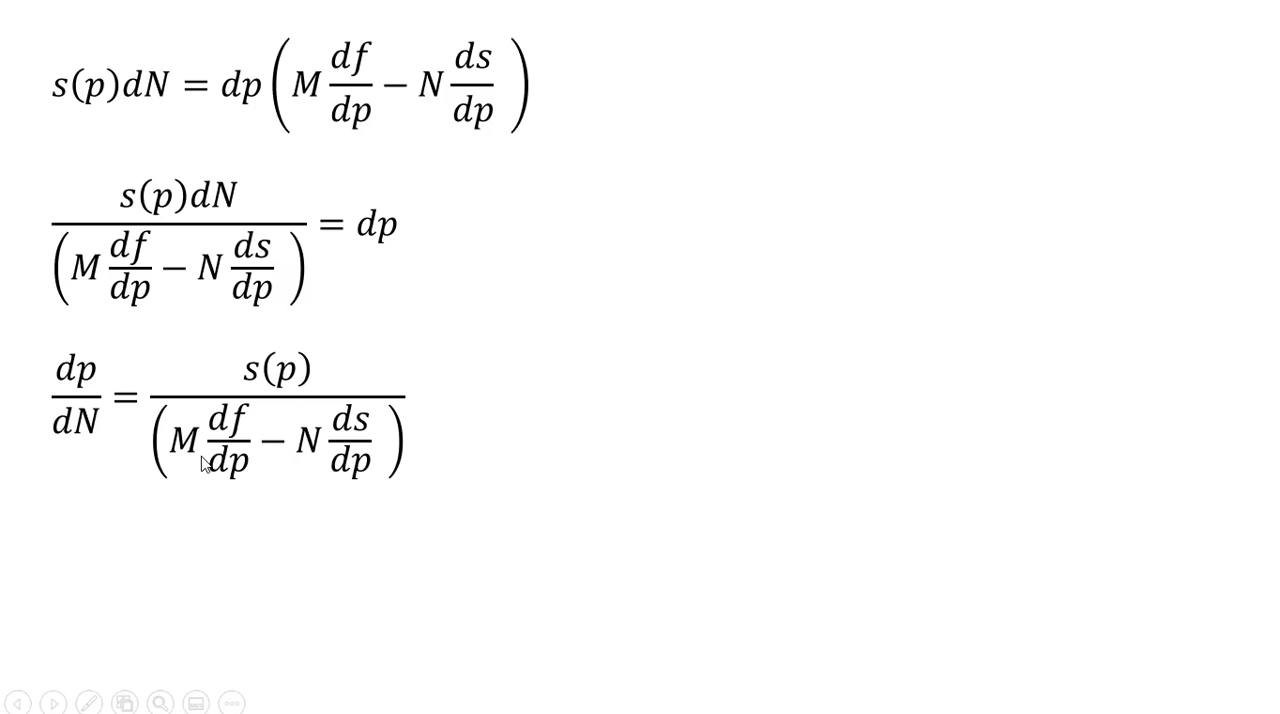 s(p)dN = dp(M df/dp − N ds/dp)
s(p)dN / (M df/dp − N ds/dp) = dp
dp/dN = s(p) / (M df/dp − N ds/dp)